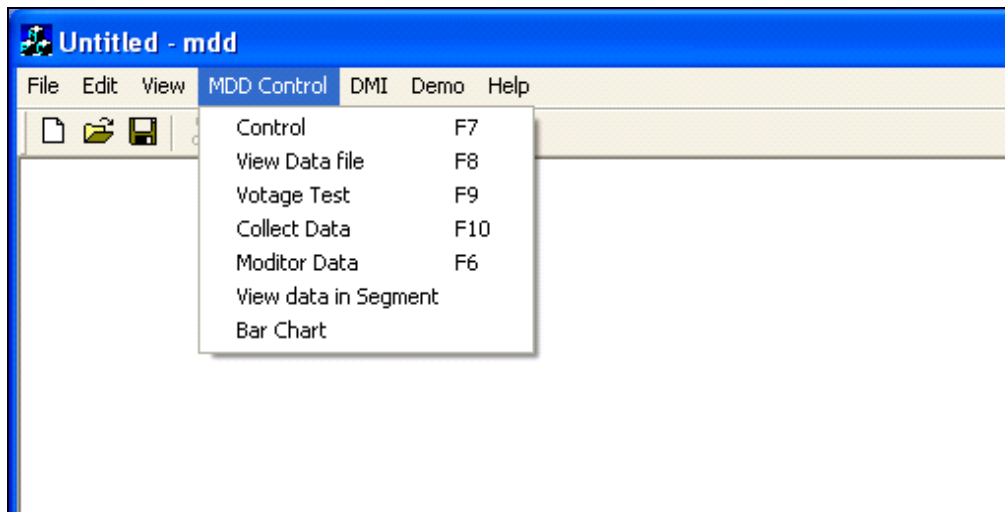 Untitled - mdd
File Edit View MDD Control DMI Demo Help
Control F7
View Data file F8
Votage Test F9
Collect Data F10
Moditor Data F6
View data in Segment
Bar Chart